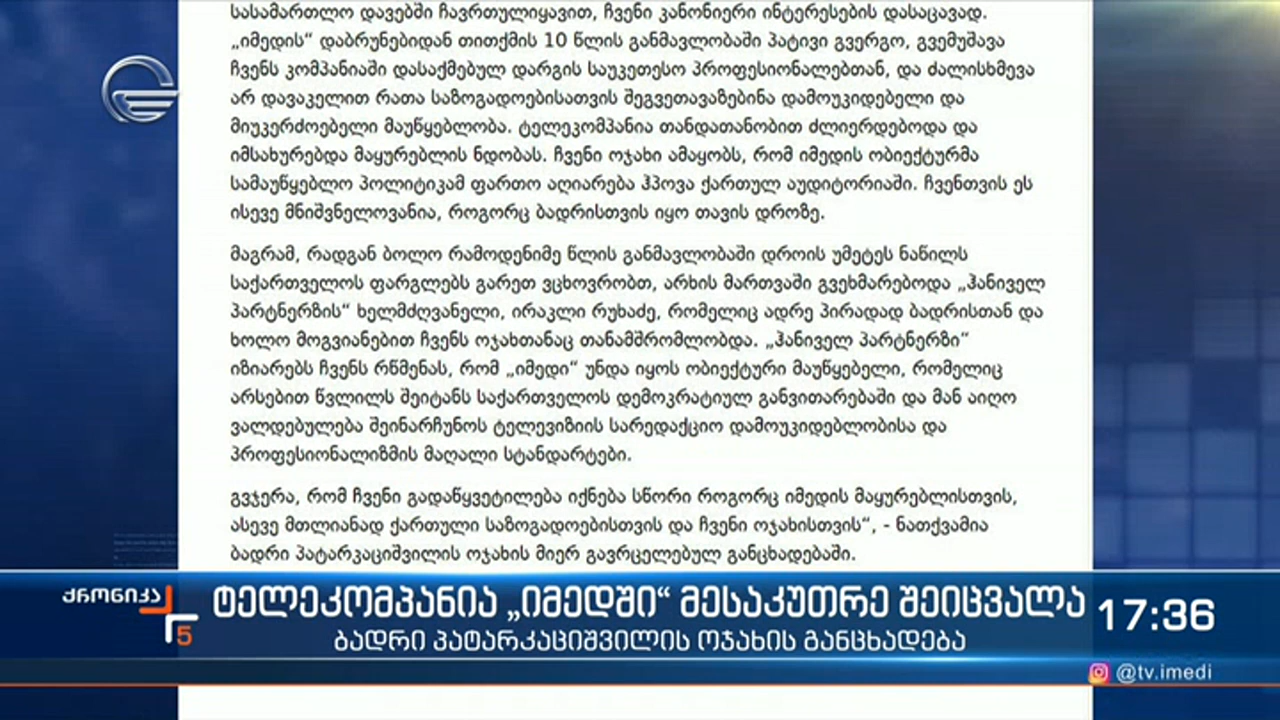 სასამართლო დავებში ჩავრთულიყავით, ჩვენი კანონიერი ინტერესების დასაცავად.
„იმედის“ დაბრუნებიდან თითქმის 10 წლის განმავლობაში პატივი გვერგო, გვემუშავა
ჩვენს კომპანიაში დასაქმებულ დარგის საუკეთესო პროფესიონალებთან, და ძალისხმევა
არ დავაკელით რათა საზოგადოებისათვის შეგვეთავაზებინა დამოუკიდებელი და
მიუკერძოებელი მაუწყებლობა. ტელეკომპანია თანდათანობით ძლიერდებოდა და
იმსახურებდა მაყურებლის ნდობას. ჩვენი ოჯახი ამაყობს, რომ იმედის ობიექტურმა
სამაუწყებლო პოლიტიკამ ფართო აღიარება ჰპოვა ქართულ აუდიტორიაში. ჩვენთვის ეს
ისევე მნიშვნელოვანია, როგორც ბადრისთვის იყო თავის დროზე.
მაგრამ, რადგან ბოლო რამოდენიმე წლის განმავლობაში დროის უმეტეს ნაწილს
საქართველოს ფარგლებს გარეთ ვცხოვრობთ, არხის მართვაში გვეხმარებოდა „ჰანიველ
პარტნერზის“ ხელმძღვანელი, ირაკლი რუხაძე, რომელიც ადრე პირადად ბადრისთან და
ხოლო მოგვიანებით ჩვენს ოჯახთანაც თანამშრომლობდა. „ჰანიველ პარტნერზი“
იზიარებს ჩვენს რწმენას, რომ „იმედი“ უნდა იყოს ობიექტური მაუწყებელი, რომელიც
არსებით წვლილს შეიტანს საქართველოს დემოკრატიულ განვითარებაში და მან აიღო
ვალდებულება შეინარჩუნოს ტელევიზიის სარედაქციო დამოუკიდებლობისა და
პროფესიონალიზმის მაღალი სტანდარტები.
გვჯერა, რომ ჩვენი გადაწყვეტილება იქნება სწორი როგორც იმედის მაყურებლისთვის,
ასევე მთლიანად ქართული საზოგადოებისთვის და ჩვენი ოჯახისთვის“, - ნათქვამია
ბადრი პატარკაციშვილის ოჯახის მიერ გავრცელებულ განცხადებაში.
ქრონიკა
5
ტელეკომპანია „იმედში“ მესაკუთრე შეიცვალა
17:36
ბადრი პატარკაციშვილის ოჯახის განცხადება
@tv.imedi